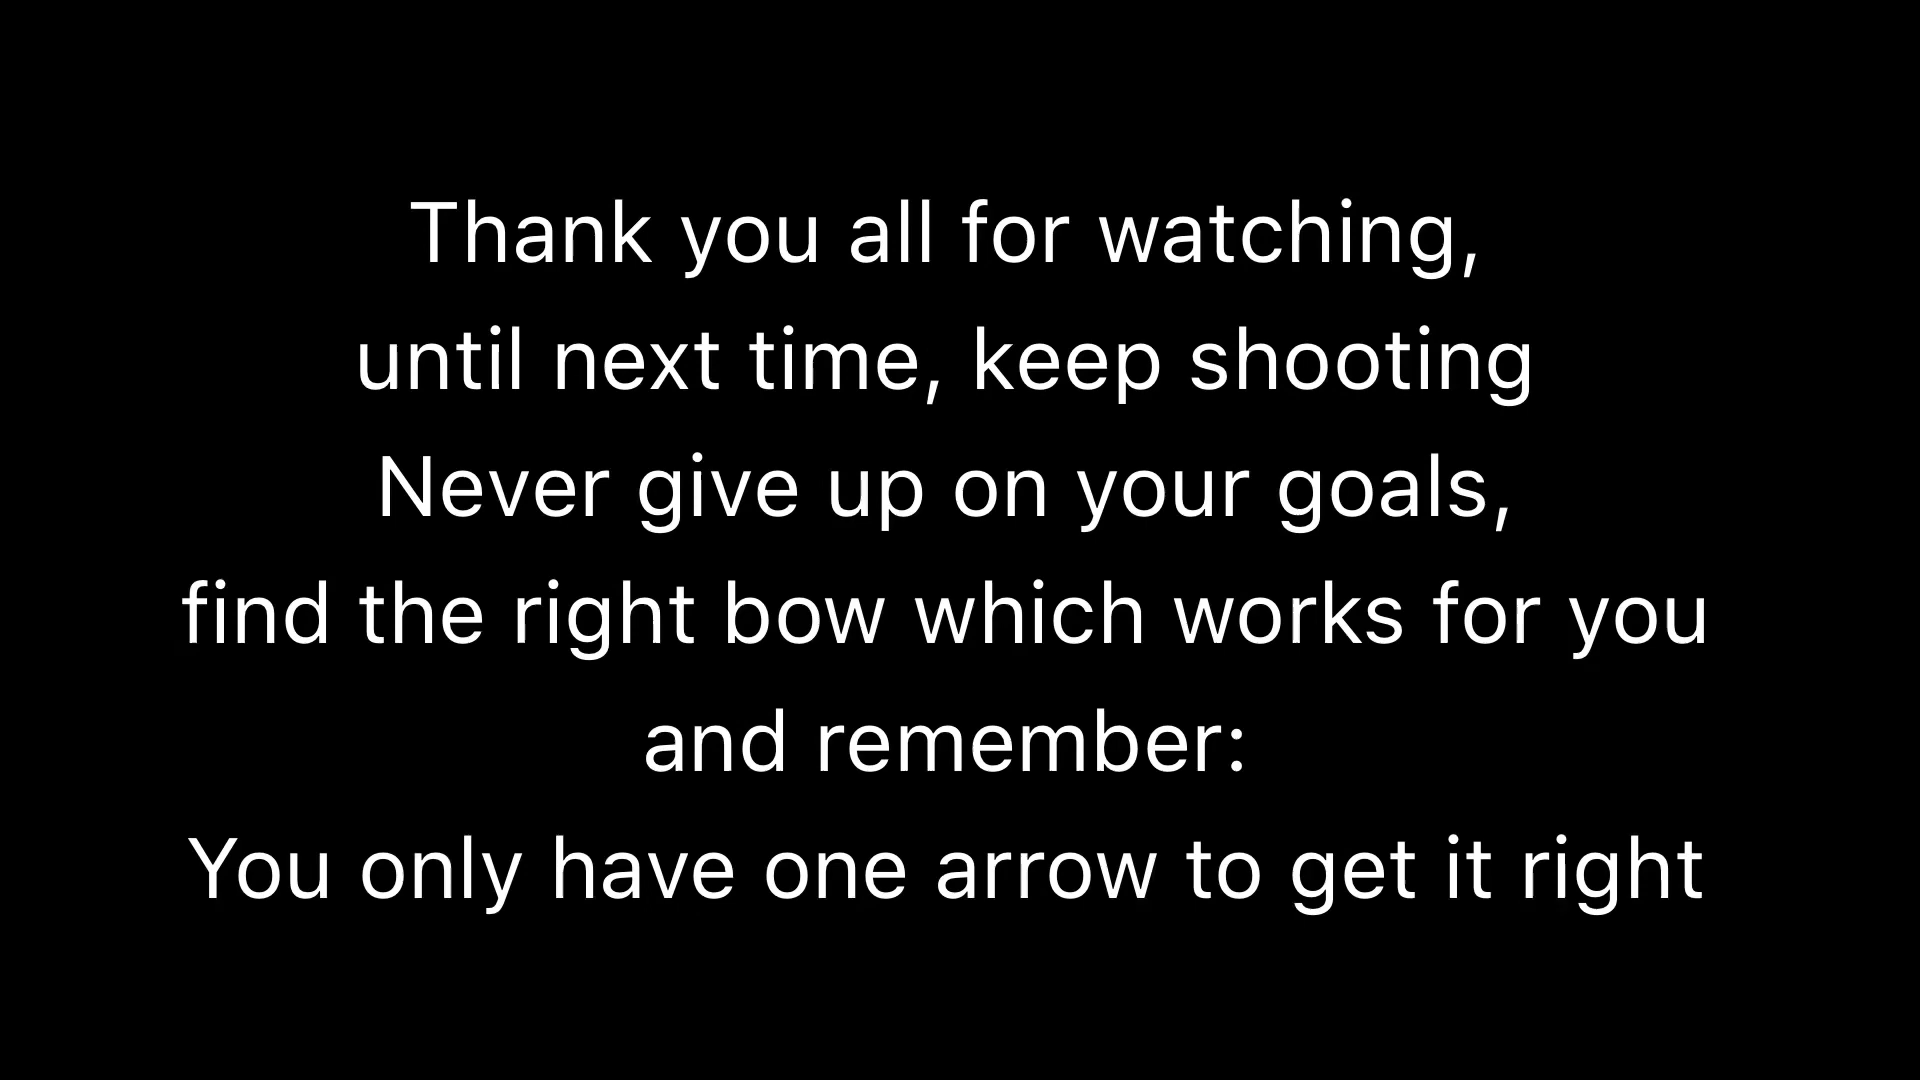 Thank you all for watching,
until next time, keep shooting
Never give up on your goals,
find the right bow which works for you
and remember:
You only have one arrow to get it right